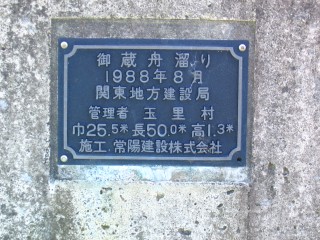 御蔵舟溜り
1988年8月
関東地方建設局
管理者 玉里村
巾25.5米長50.0米高1.3米
施工.常陽建設株式会社